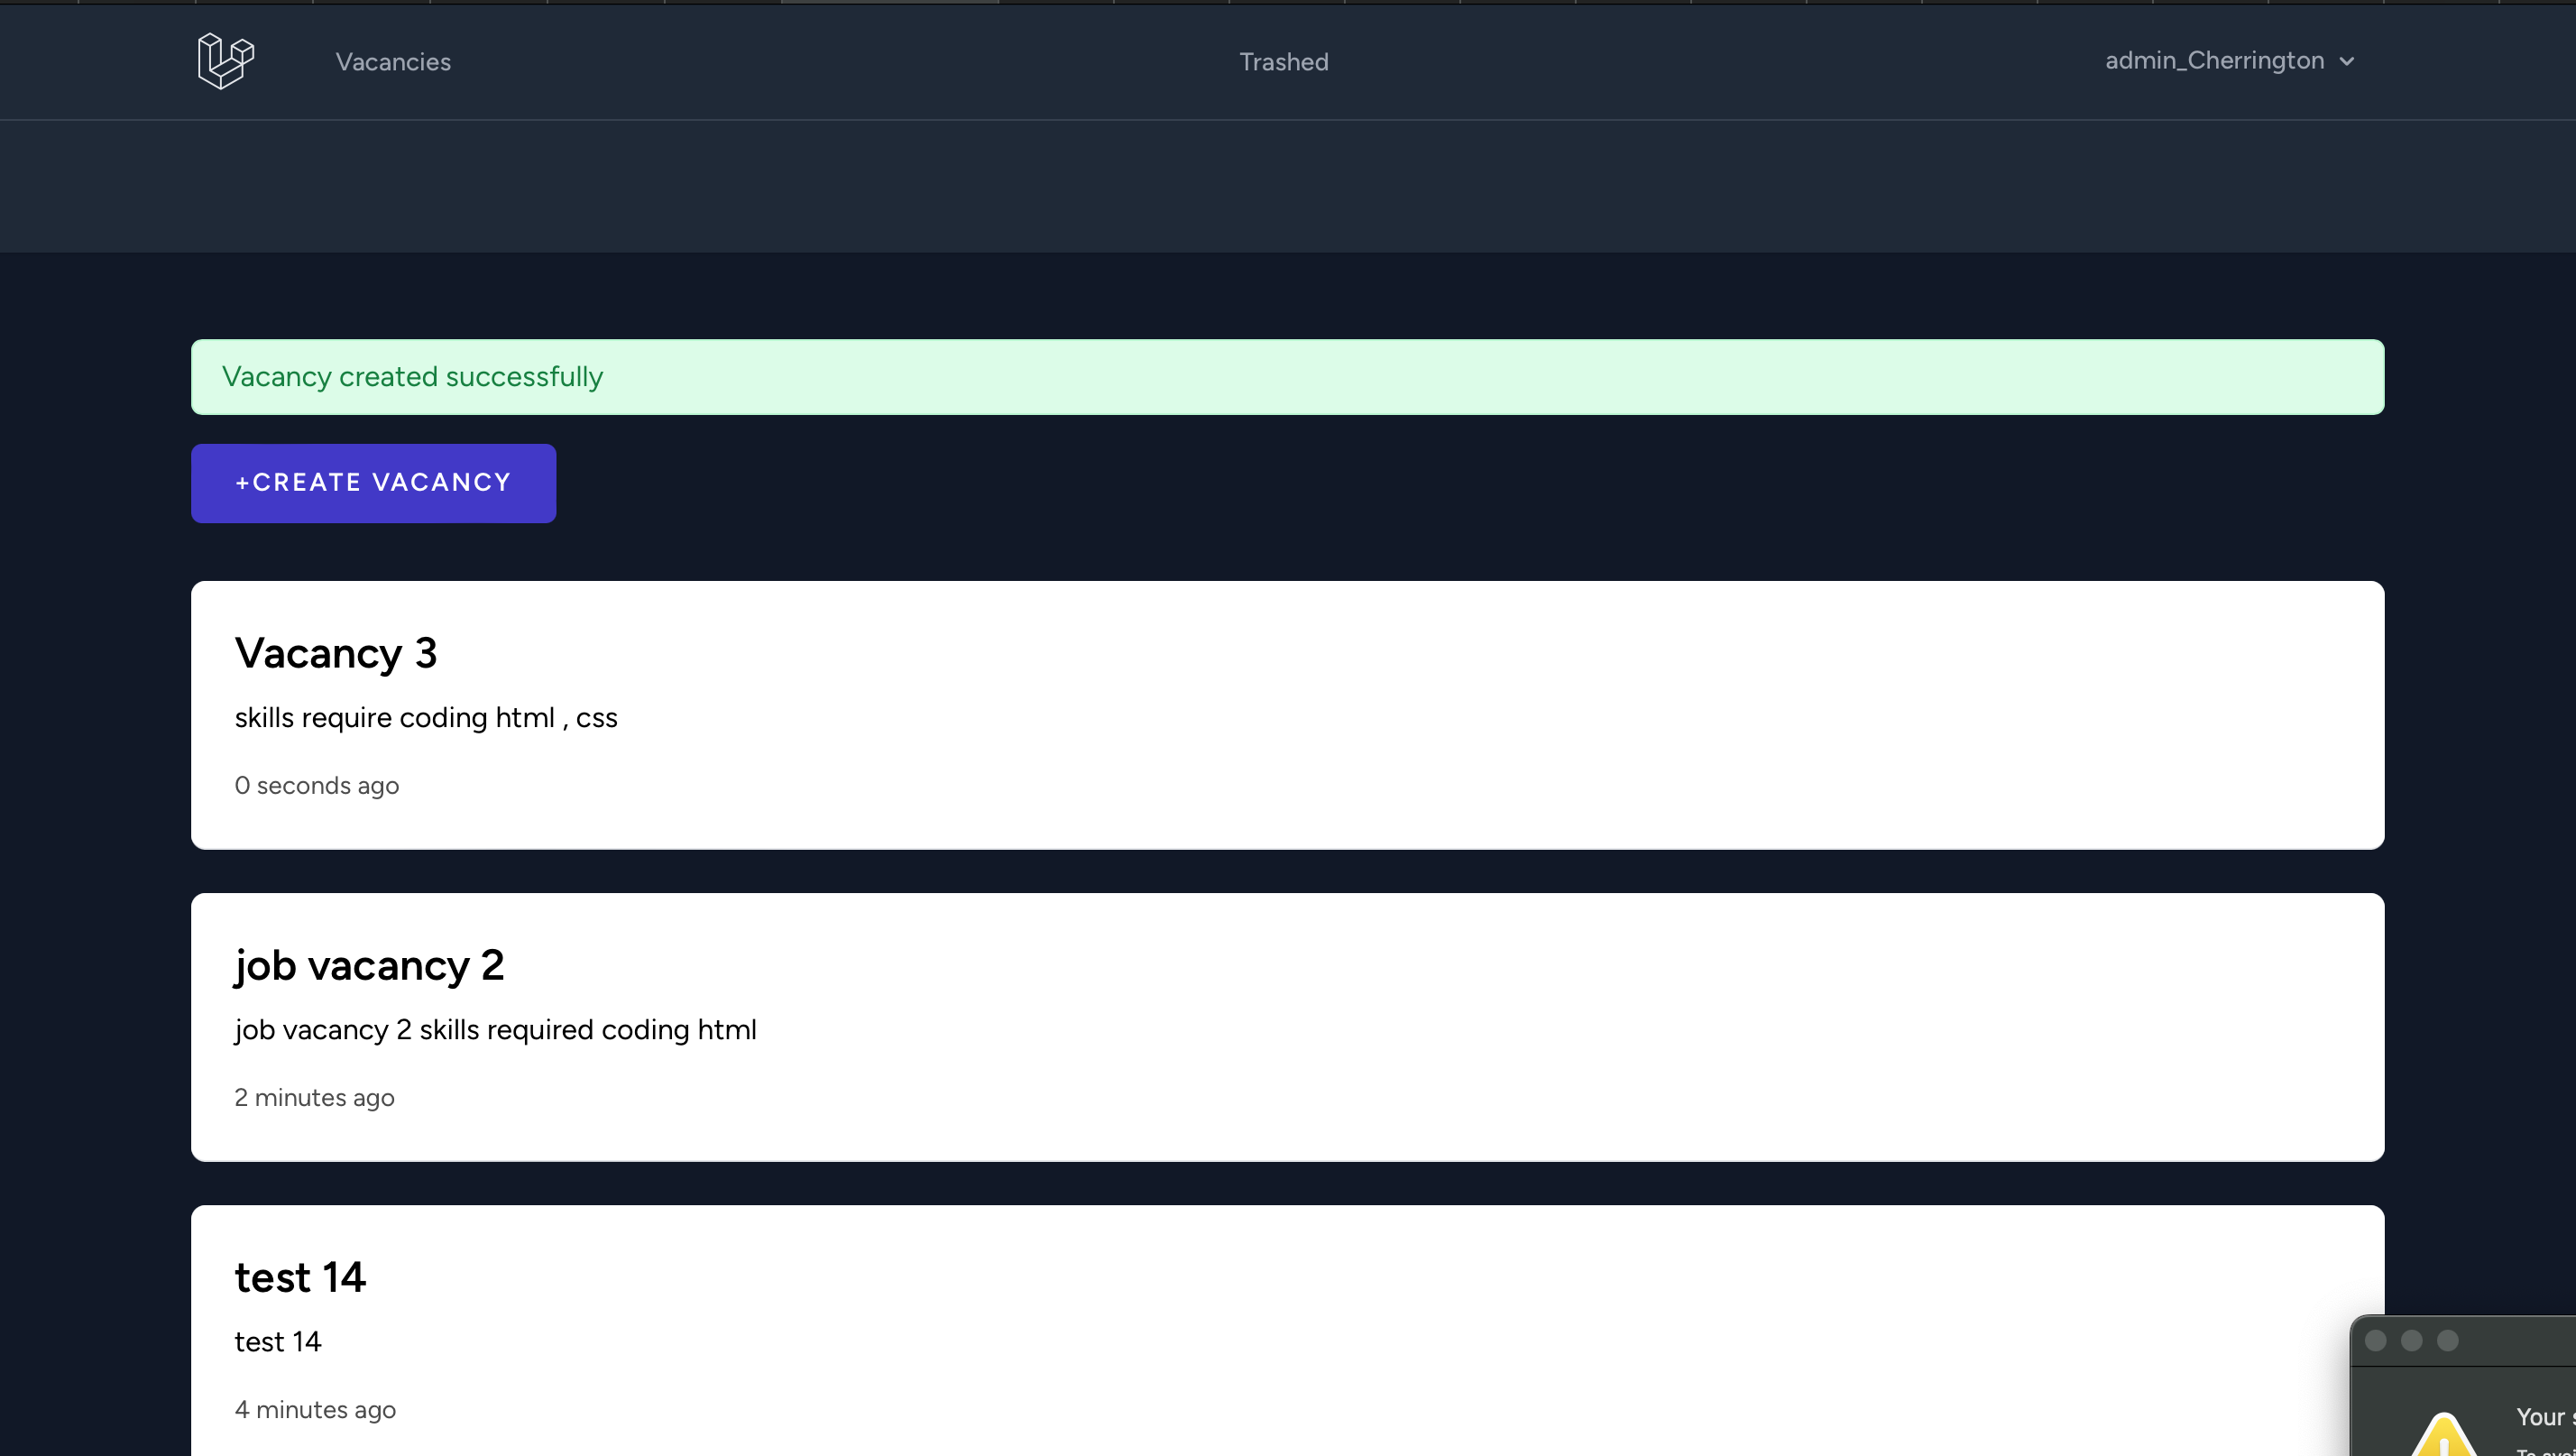 Vacancies
Trashed
admin_Cherrington
Vacancy created successfully
+CREATE VACANCY
Vacancy 3
skills require coding html , css
0 seconds ago
job vacancy 2
job vacancy 2 skills required coding html
2 minutes ago
test 14
test 14
4 minutes ago
Your